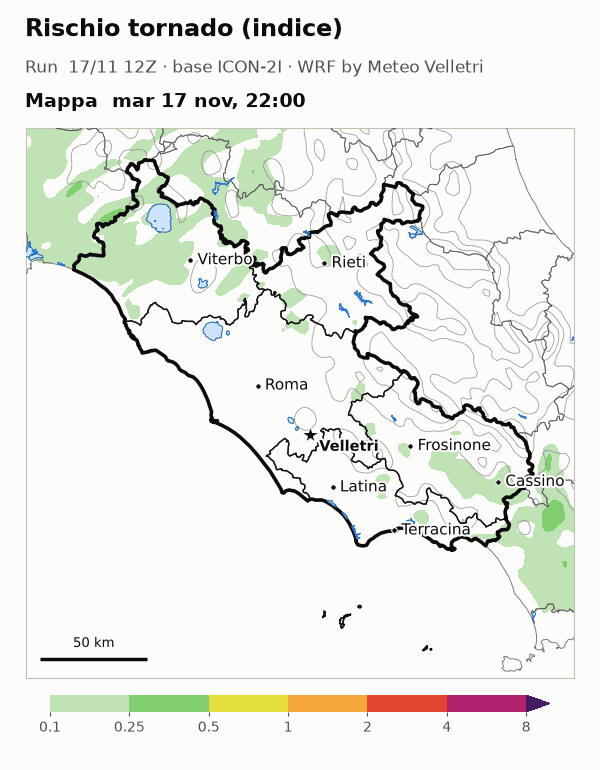 Rischio tornado (indice)
Run  17/11 12Z · base ICON-2I · WRF by Meteo Velletri
Mappa  mar 17 nov, 22:00
Viterbo
Rieti
Roma
Velletri
Frosinone
Cassino
Latina
Terracina
50 km
0.1 0.25 0.5 1 2 4 8